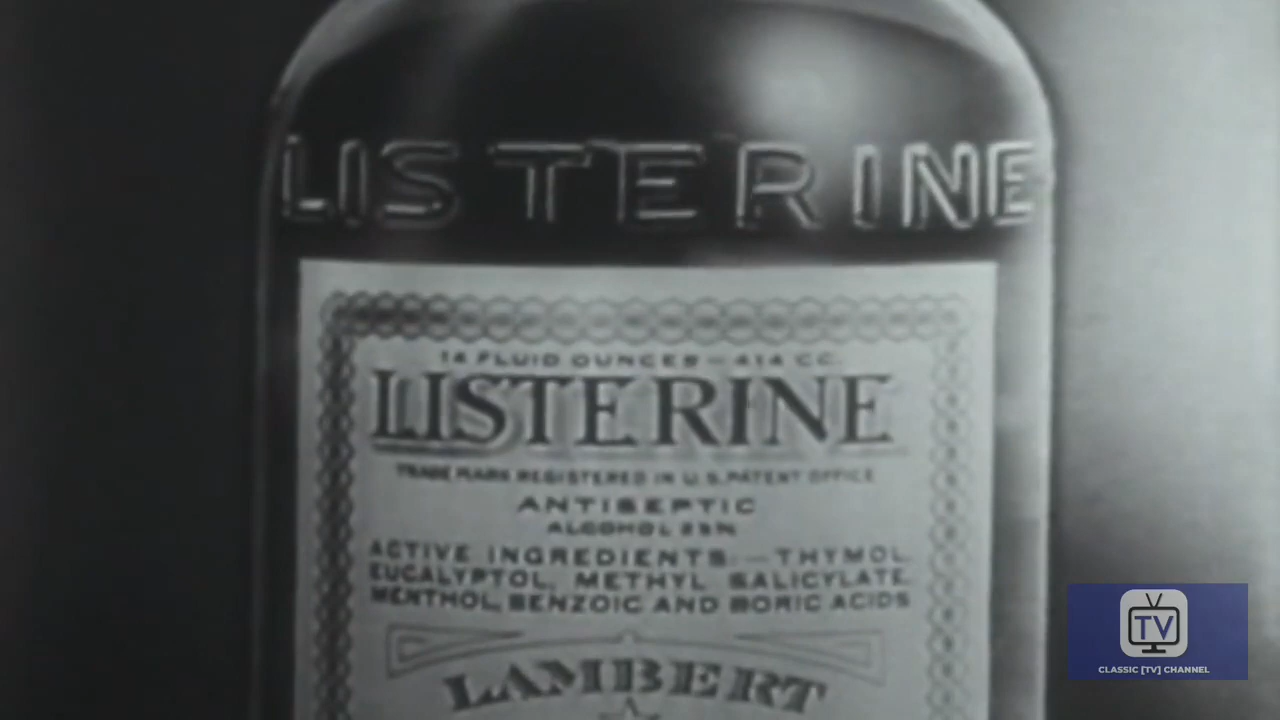 LISTERINE
14 FLUID OUNCES — 414 CC.
LISTERINE
TRADE MARK REGISTERED IN U.S. PATENT OFFICE
ANTISEPTIC
ALCOHOL 25%
ACTIVE INGREDIENTS—THYMOL,
EUCALYPTOL, METHYL SALICYLATE,
MENTHOL, BENZOIC AND BORIC ACIDS
LAMBERT
TV
CLASSIC [TV] CHANNEL